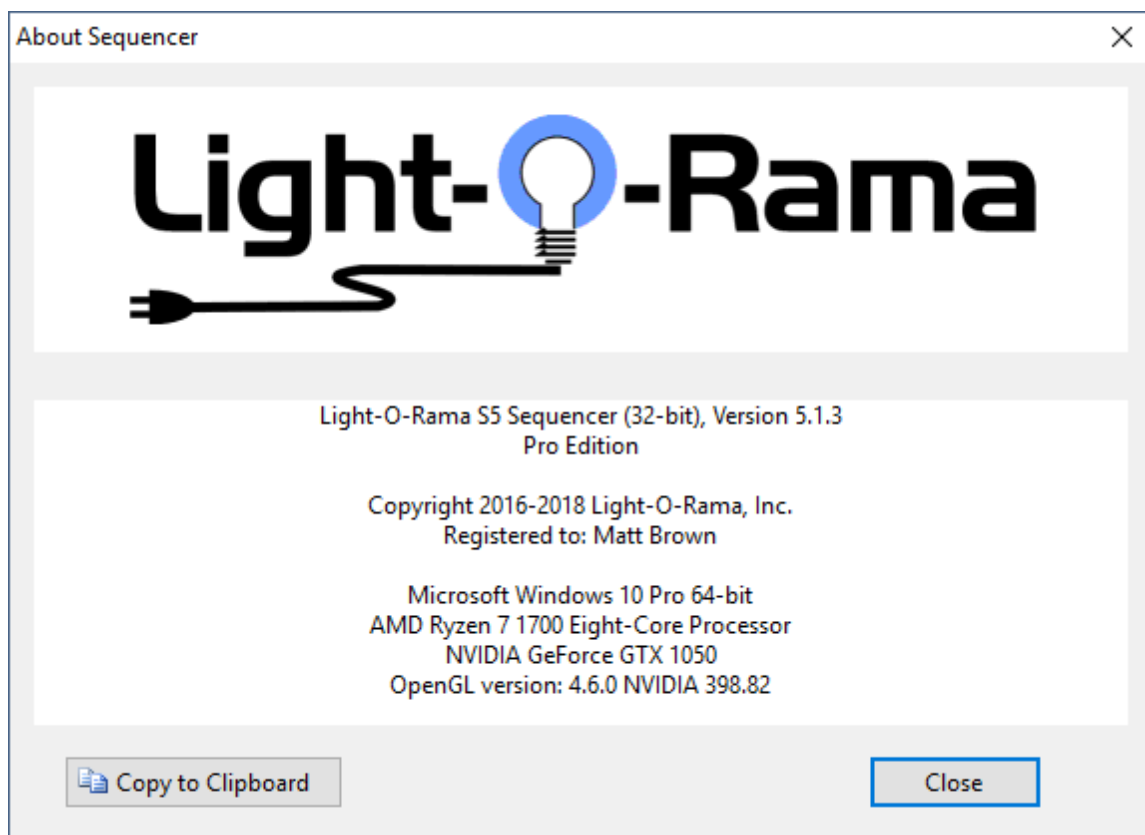 About Sequencer
Light-O-Rama
Light-O-Rama S5 Sequencer (32-bit), Version 5.1.3
Pro Edition
Copyright 2016-2018 Light-O-Rama, Inc.
Registered to: Matt Brown
Microsoft Windows 10 Pro 64-bit
AMD Ryzen 7 1700 Eight-Core Processor
NVIDIA GeForce GTX 1050
OpenGL version: 4.6.0 NVIDIA 398.82
Copy to Clipboard
Close